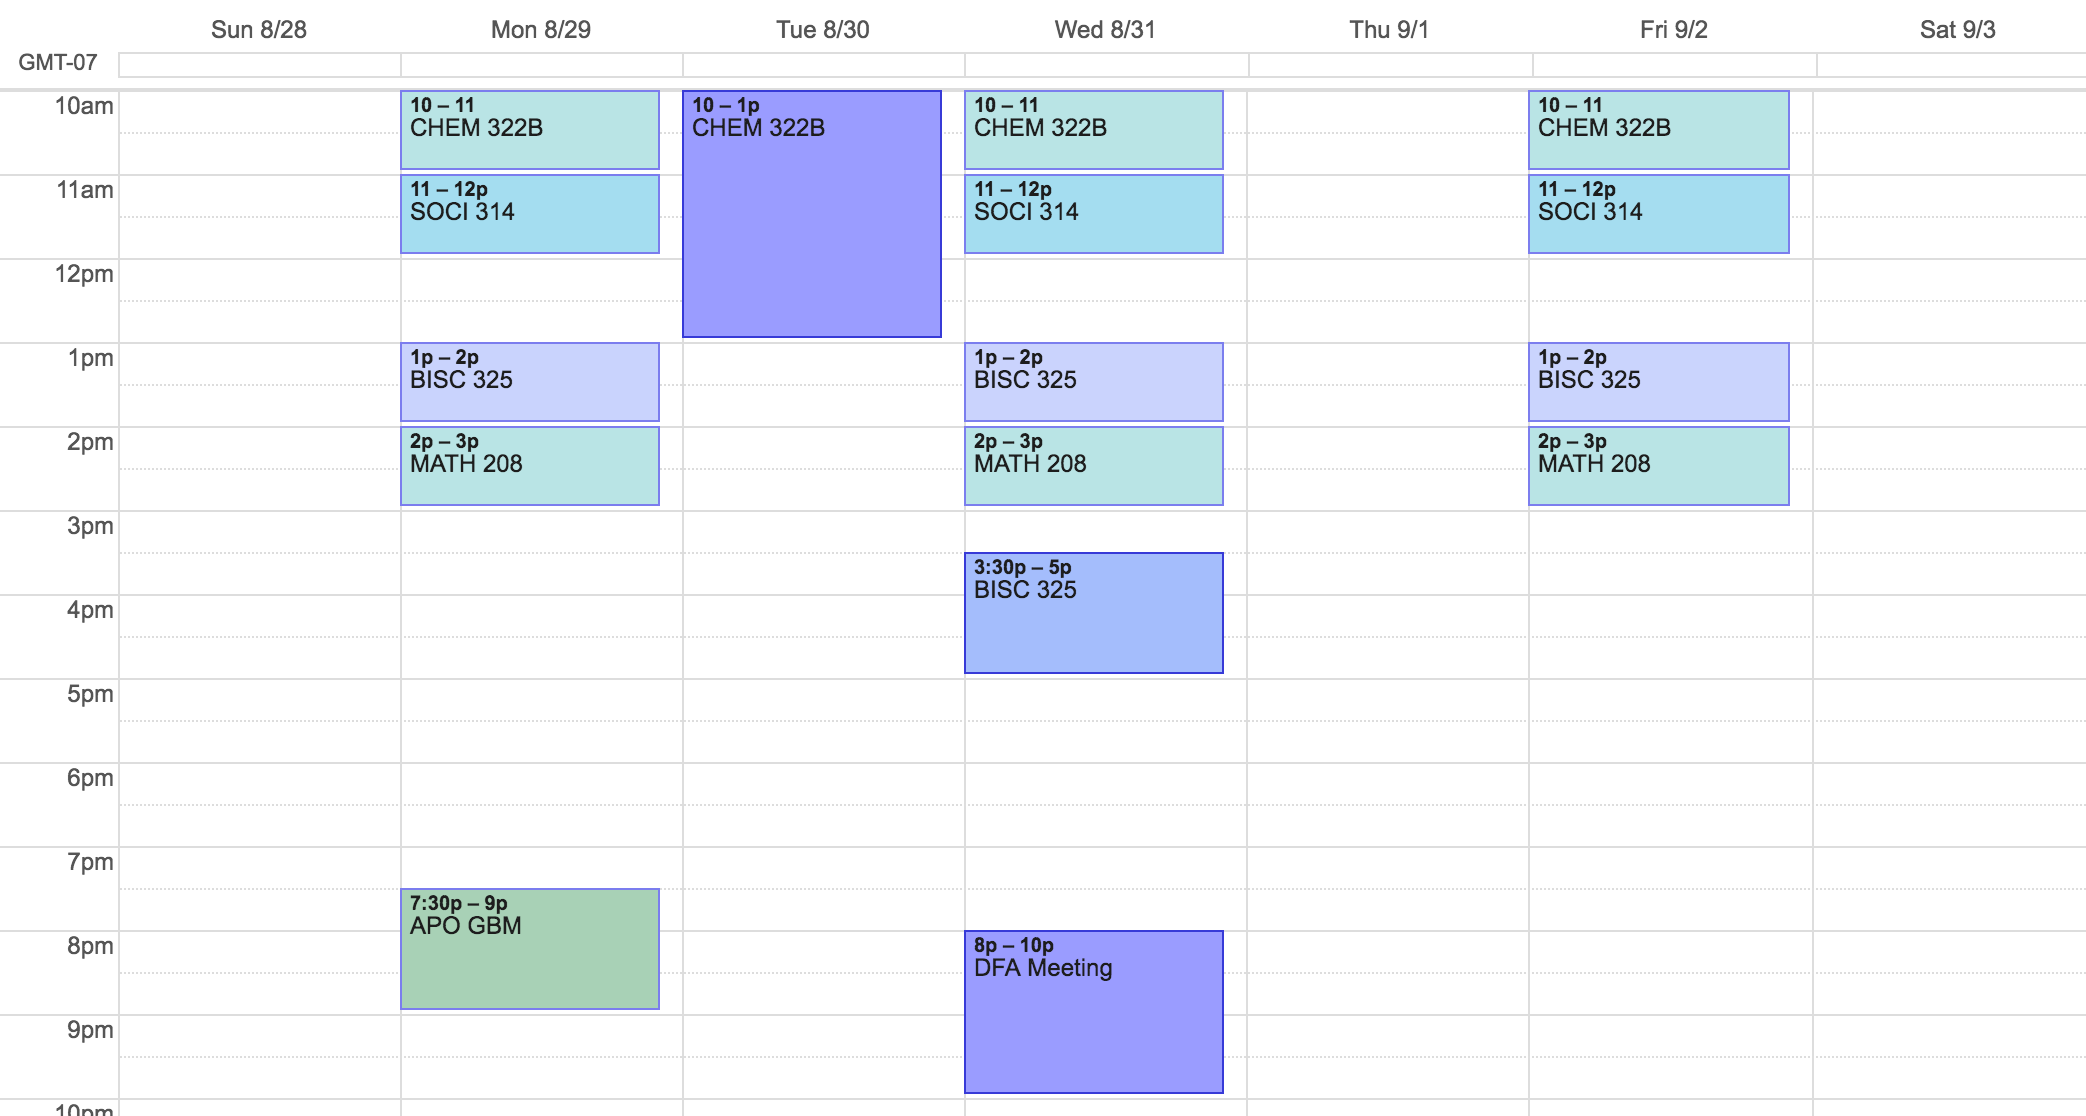 Sun 8/28
Mon 8/29
Tue 8/30
Wed 8/31
Thu 9/1
Fri 9/2
Sat 9/3
GMT-07
10am
10 – 11
CHEM 322B
10 – 1p
CHEM 322B
10 – 11
CHEM 322B
10 – 11
CHEM 322B
11am
11 – 12p
SOCI 314
11 – 12p
SOCI 314
11 – 12p
SOCI 314
12pm
1pm
1p – 2p
BISC 325
1p – 2p
BISC 325
1p – 2p
BISC 325
2pm
2p – 3p
MATH 208
2p – 3p
MATH 208
2p – 3p
MATH 208
3pm
3:30p – 5p
BISC 325
4pm
5pm
6pm
7pm
7:30p – 9p
APO GBM
8pm
8p – 10p
DFA Meeting
9pm
10pm